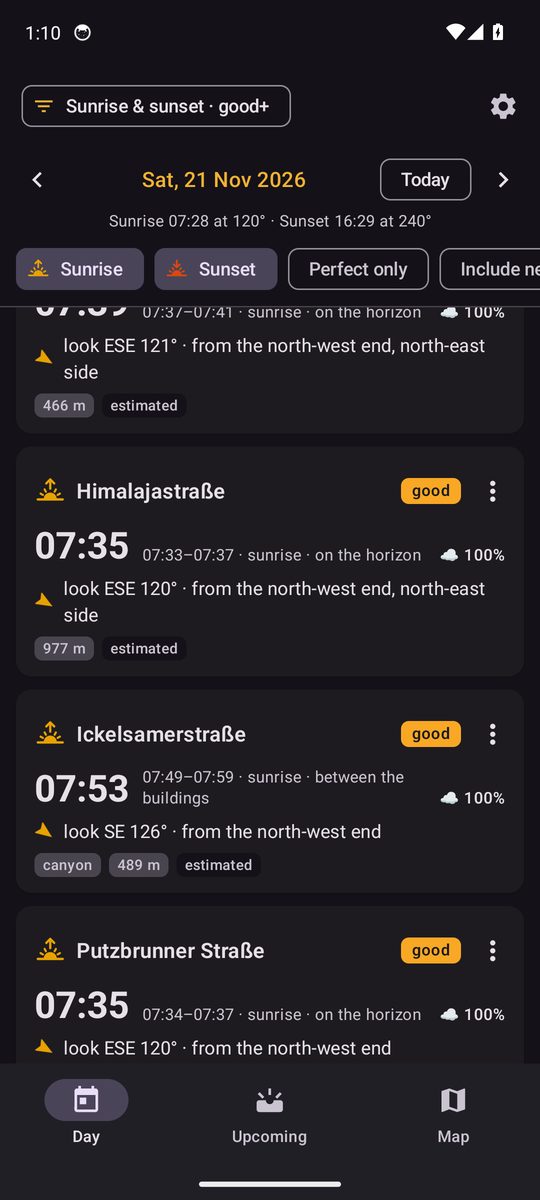 1:10
Sunrise & sunset · good+
Sat, 21 Nov 2026
Today
Sunrise 07:28 at 120° · Sunset 16:29 at 240°
Sunrise
Sunset
Perfect only
Include ne
07:39 07:37–07:41 · sunrise · on the horizon 100%
look ESE 121° · from the north-west end, north-east
side
466 m estimated
Himalajastraße good
07:35 07:33–07:37 · sunrise · on the horizon 100%
look ESE 120° · from the north-west end, north-east
side
977 m estimated
Ickelsamerstraße good
07:53 07:49–07:59 · sunrise · between the
buildings 100%
look SE 126° · from the north-west end
canyon 489 m estimated
Putzbrunner Straße good
07:35 07:34–07:37 · sunrise · on the horizon 100%
look ESE 120° · from the north-west end
Day Upcoming Map